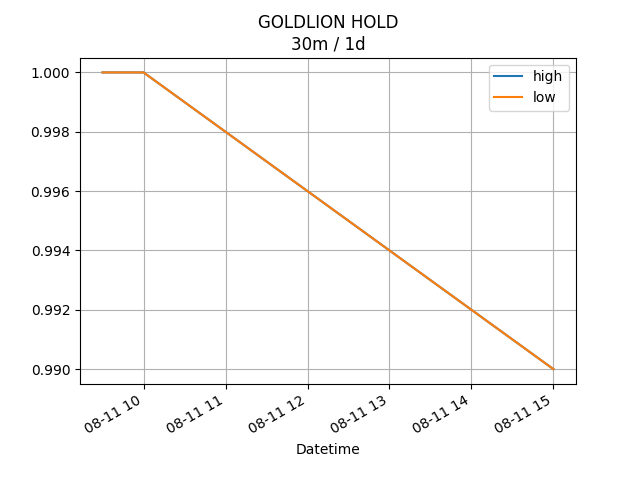 GOLDLION HOLD
30m / 1d
high
low
1.000
0.998
0.996
0.994
0.992
0.990
08-11 10
08-11 11
08-11 12
08-11 13
08-11 14
08-11 15
Datetime